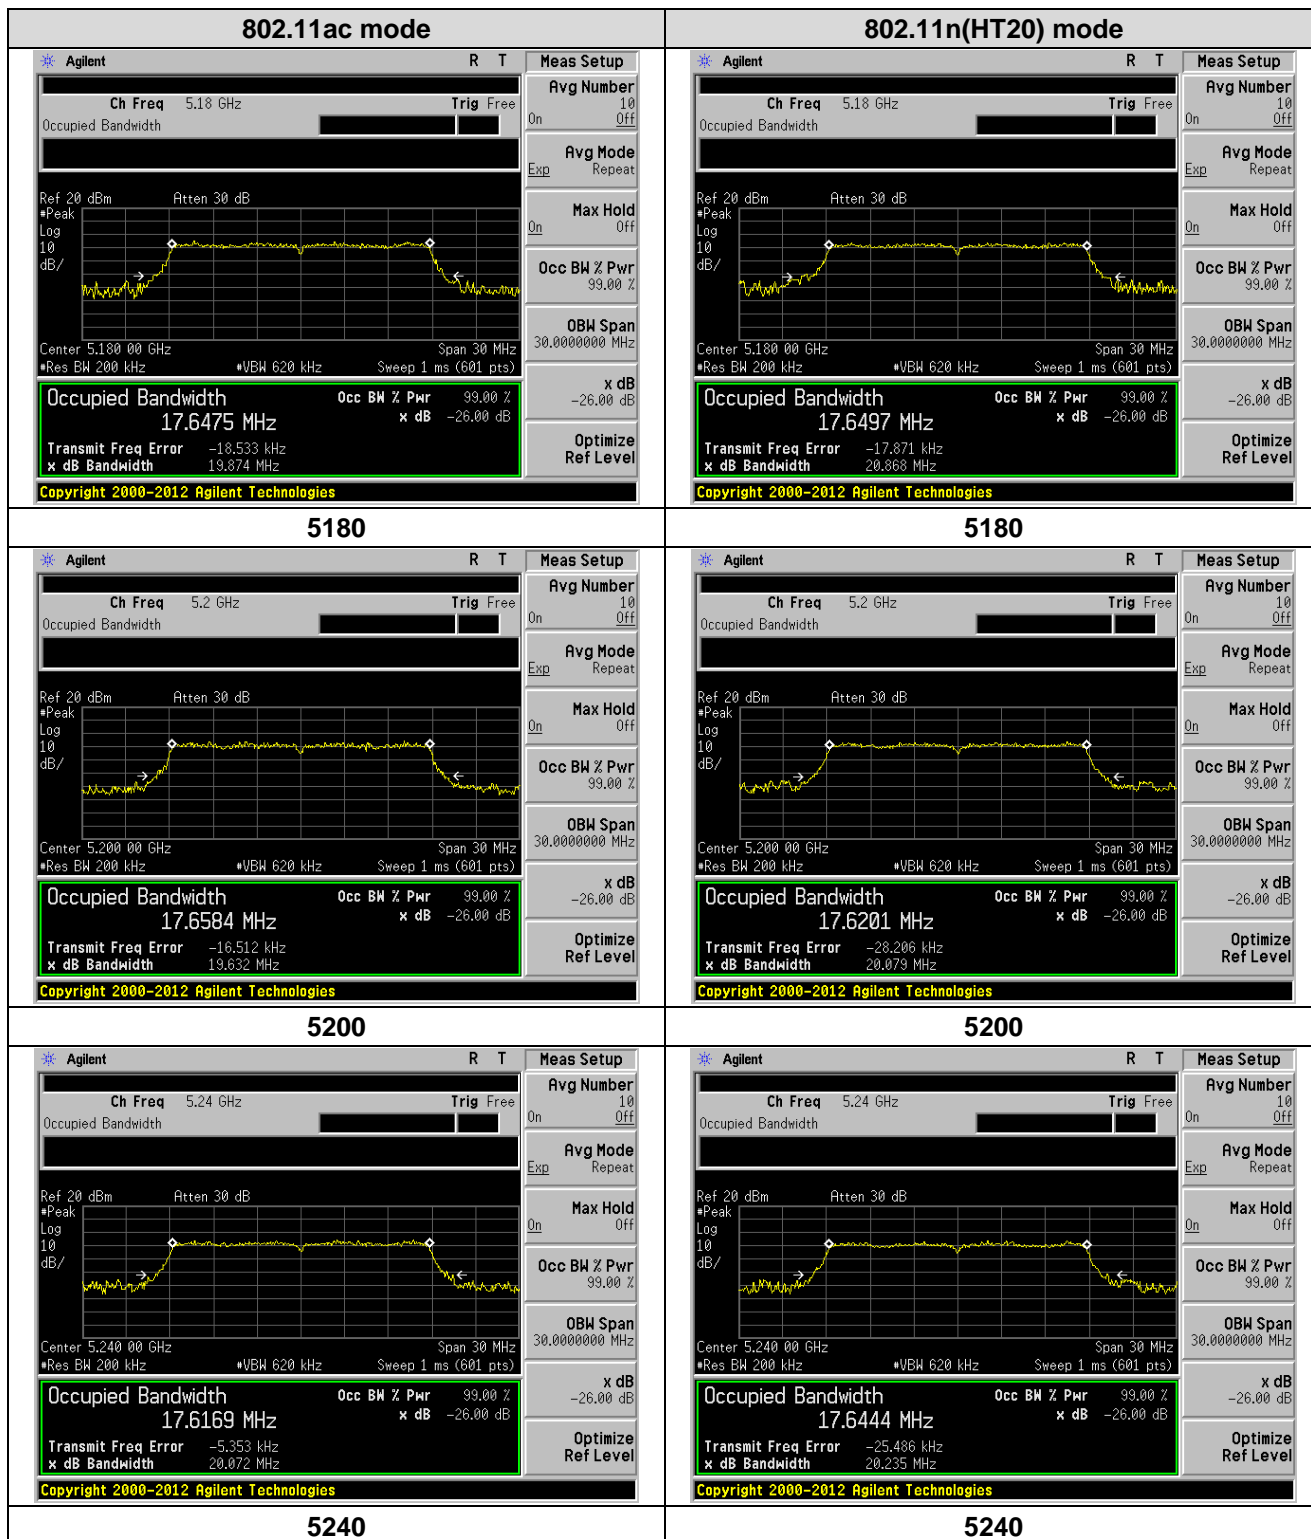 802.11ac mode
802.11n(HT20) mode
Agilent R T Meas Setup
Avg Number
10
On Off
Ch Freq 5.18 GHz Trig Free
Occupied Bandwidth
Avg Mode
Exp Repeat
Ref 20 dBm Atten 30 dB
#Peak
Log
10
dB/
Max Hold
On Off
Occ BW % Pwr
99.00 %
OBW Span
30.0000000 MHz
Center 5.180 00 GHz Span 30 MHz
#Res BW 200 kHz #VBW 620 kHz Sweep 1 ms (601 pts)
x dB
-26.00 dB
Occupied Bandwidth Occ BW % Pwr 99.00 %
17.6475 MHz x dB -26.00 dB
Optimize
Ref Level
Transmit Freq Error -18.533 kHz
x dB Bandwidth 19.874 MHz
Copyright 2000-2012 Agilent Technologies
Agilent R T Meas Setup
Avg Number
10
On Off
Ch Freq 5.18 GHz Trig Free
Occupied Bandwidth
Avg Mode
Exp Repeat
Ref 20 dBm Atten 30 dB
#Peak
Log
10
dB/
Max Hold
On Off
Occ BW % Pwr
99.00 %
OBW Span
30.0000000 MHz
Center 5.180 00 GHz Span 30 MHz
#Res BW 200 kHz #VBW 620 kHz Sweep 1 ms (601 pts)
x dB
-26.00 dB
Occupied Bandwidth Occ BW % Pwr 99.00 %
17.6497 MHz x dB -26.00 dB
Optimize
Ref Level
Transmit Freq Error -17.871 kHz
x dB Bandwidth 20.868 MHz
Copyright 2000-2012 Agilent Technologies
5180
5180
Agilent R T Meas Setup
Avg Number
10
On Off
Ch Freq 5.2 GHz Trig Free
Occupied Bandwidth
Avg Mode
Exp Repeat
Ref 20 dBm Atten 30 dB
#Peak
Log
10
dB/
Max Hold
On Off
Occ BW % Pwr
99.00 %
OBW Span
30.0000000 MHz
Center 5.200 00 GHz Span 30 MHz
#Res BW 200 kHz #VBW 620 kHz Sweep 1 ms (601 pts)
x dB
-26.00 dB
Occupied Bandwidth Occ BW % Pwr 99.00 %
17.6584 MHz x dB -26.00 dB
Optimize
Ref Level
Transmit Freq Error -16.512 kHz
x dB Bandwidth 19.632 MHz
Copyright 2000-2012 Agilent Technologies
Agilent R T Meas Setup
Avg Number
10
On Off
Ch Freq 5.2 GHz Trig Free
Occupied Bandwidth
Avg Mode
Exp Repeat
Ref 20 dBm Atten 30 dB
#Peak
Log
10
dB/
Max Hold
On Off
Occ BW % Pwr
99.00 %
OBW Span
30.0000000 MHz
Center 5.200 00 GHz Span 30 MHz
#Res BW 200 kHz #VBW 620 kHz Sweep 1 ms (601 pts)
x dB
-26.00 dB
Occupied Bandwidth Occ BW % Pwr 99.00 %
17.6201 MHz x dB -26.00 dB
Optimize
Ref Level
Transmit Freq Error -28.206 kHz
x dB Bandwidth 20.079 MHz
Copyright 2000-2012 Agilent Technologies
5200
5200
Agilent R T Meas Setup
Avg Number
10
On Off
Ch Freq 5.24 GHz Trig Free
Occupied Bandwidth
Avg Mode
Exp Repeat
Ref 20 dBm Atten 30 dB
#Peak
Log
10
dB/
Max Hold
On Off
Occ BW % Pwr
99.00 %
OBW Span
30.0000000 MHz
Center 5.240 00 GHz Span 30 MHz
#Res BW 200 kHz #VBW 620 kHz Sweep 1 ms (601 pts)
x dB
-26.00 dB
Occupied Bandwidth Occ BW % Pwr 99.00 %
17.6169 MHz x dB -26.00 dB
Optimize
Ref Level
Transmit Freq Error -5.353 kHz
x dB Bandwidth 20.072 MHz
Copyright 2000-2012 Agilent Technologies
Agilent R T Meas Setup
Avg Number
10
On Off
Ch Freq 5.24 GHz Trig Free
Occupied Bandwidth
Avg Mode
Exp Repeat
Ref 20 dBm Atten 30 dB
#Peak
Log
10
dB/
Max Hold
On Off
Occ BW % Pwr
99.00 %
OBW Span
30.0000000 MHz
Center 5.240 00 GHz Span 30 MHz
#Res BW 200 kHz #VBW 620 kHz Sweep 1 ms (601 pts)
x dB
-26.00 dB
Occupied Bandwidth Occ BW % Pwr 99.00 %
17.6444 MHz x dB -26.00 dB
Optimize
Ref Level
Transmit Freq Error -25.486 kHz
x dB Bandwidth 20.235 MHz
Copyright 2000-2012 Agilent Technologies
5240
5240